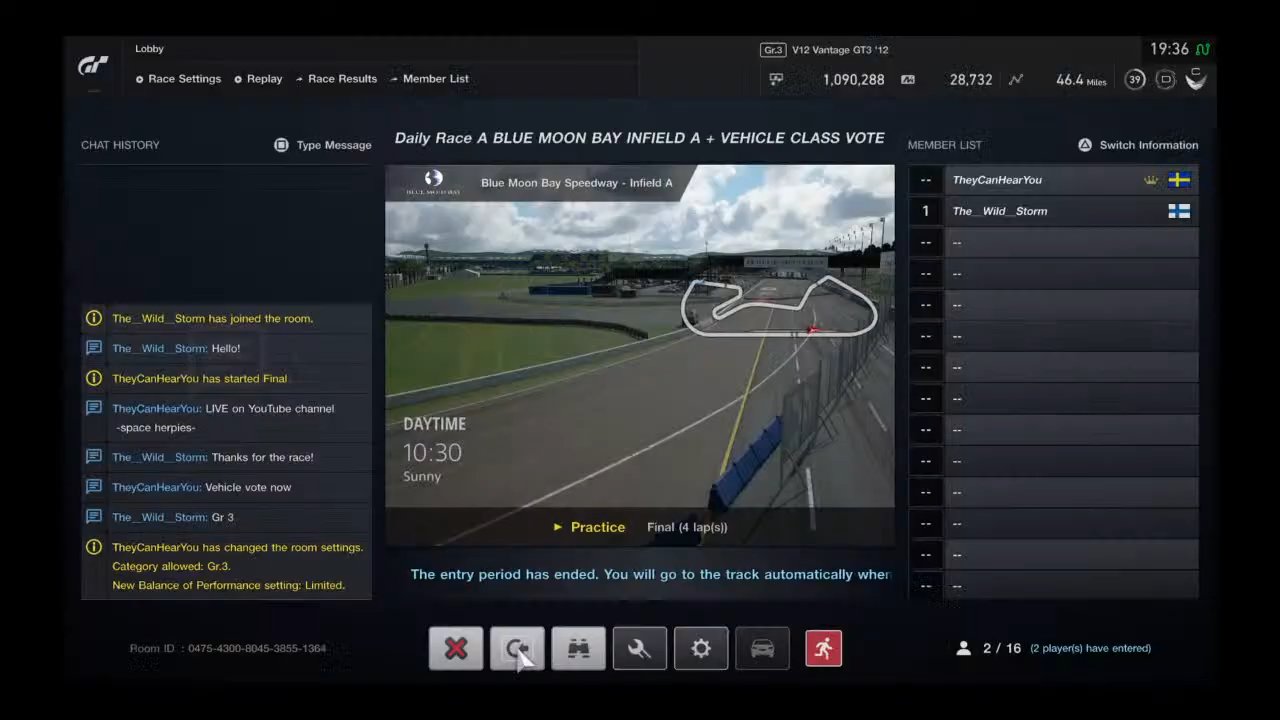 Lobby
Race Settings
Replay
Race Results
Member List
Gr.3
V12 Vantage GT3 '12
19:36
1,090,288
28,732
46.4 Miles
39
D
C
CHAT HISTORY
Type Message
Daily Race A BLUE MOON BAY INFIELD A + VEHICLE CLASS VOTE
MEMBER LIST
Switch Information
BLUE MOON BAY
Blue Moon Bay Speedway - Infield A
-- TheyCanHearYou
1 The__Wild__Storm
-- --
-- --
-- --
-- --
-- --
-- --
-- --
-- --
-- --
-- --
-- --
-- --
The__Wild__Storm has joined the room.
The__Wild__Storm: Hello!
TheyCanHearYou has started Final
TheyCanHearYou: LIVE on YouTube channel
-space herpies-
The__Wild__Storm: Thanks for the race!
TheyCanHearYou: Vehicle vote now
The__Wild__Storm: Gr 3
TheyCanHearYou has changed the room settings.
Category allowed: Gr.3.
New Balance of Performance setting: Limited.
DAYTIME
10:30
Sunny
Practice
Final (4 lap(s))
The entry period has ended. You will go to the track automatically when
Room ID : 0475-4300-8045-3855-1364
2 / 16 (2 player(s) have entered)